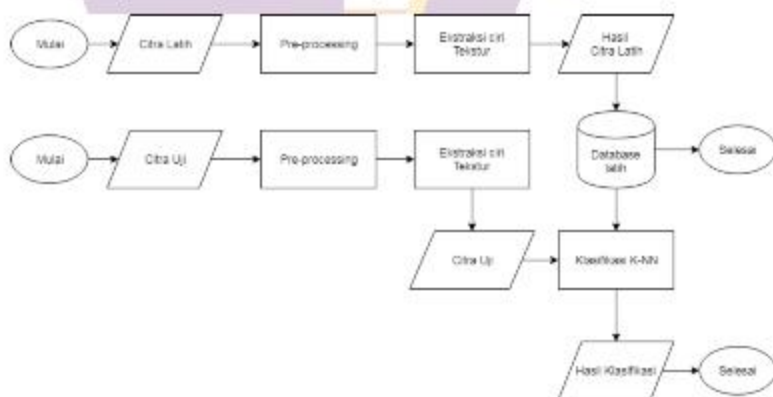 Mulai
Citra Latih
Pre-processing
Ekstraksi ciri
Tekstur
Hasil
Citra Latih
Mulai
Citra Uji
Pre-processing
Ekstraksi ciri
Tekstur
Database
latih
Selesai
Citra Uji
Klasifikasi K-NN
Hasil Klasifikasi
Selesai